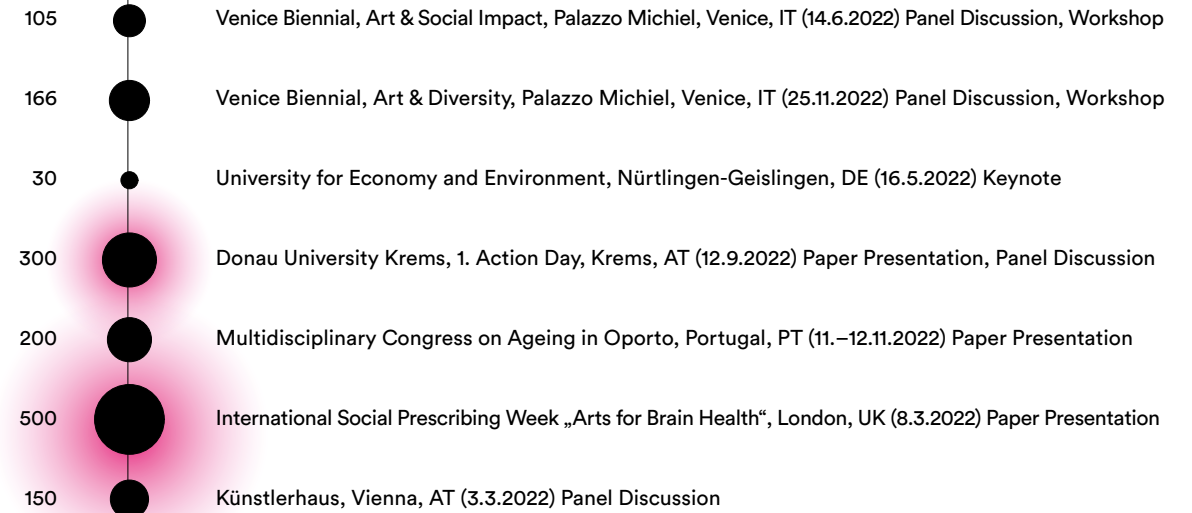 105 Venice Biennial, Art & Social Impact, Palazzo Michiel, Venice, IT (14.6.2022) Panel Discussion, Workshop
166 Venice Biennial, Art & Diversity, Palazzo Michiel, Venice, IT (25.11.2022) Panel Discussion, Workshop
30 University for Economy and Environment, Nürtlingen-Geislingen, DE (16.5.2022) Keynote
300 Donau University Krems, 1. Action Day, Krems, AT (12.9.2022) Paper Presentation, Panel Discussion
200 Multidisciplinary Congress on Ageing in Oporto, Portugal, PT (11.–12.11.2022) Paper Presentation
500 International Social Prescribing Week „Arts for Brain Health“, London, UK (8.3.2022) Paper Presentation
150 Künstlerhaus, Vienna, AT (3.3.2022) Panel Discussion